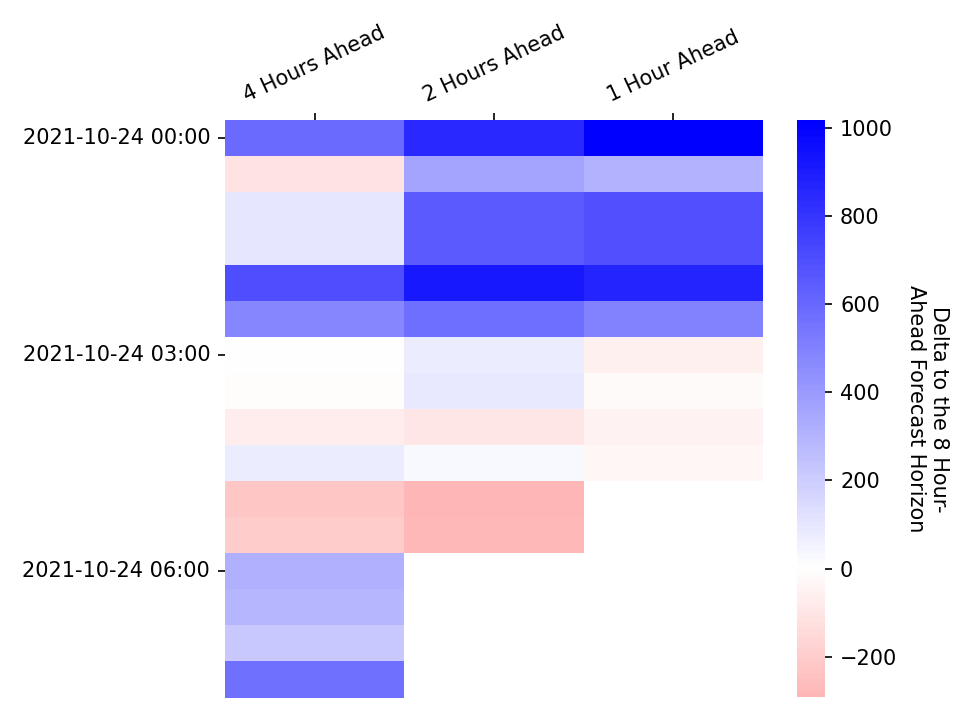 4 Hours Ahead
2 Hours Ahead
1 Hour Ahead
2021-10-24 00:00
2021-10-24 03:00
2021-10-24 06:00
1000
800
600
400
200
0
−200
Delta to the 8 Hour-
Ahead Forecast Horizon